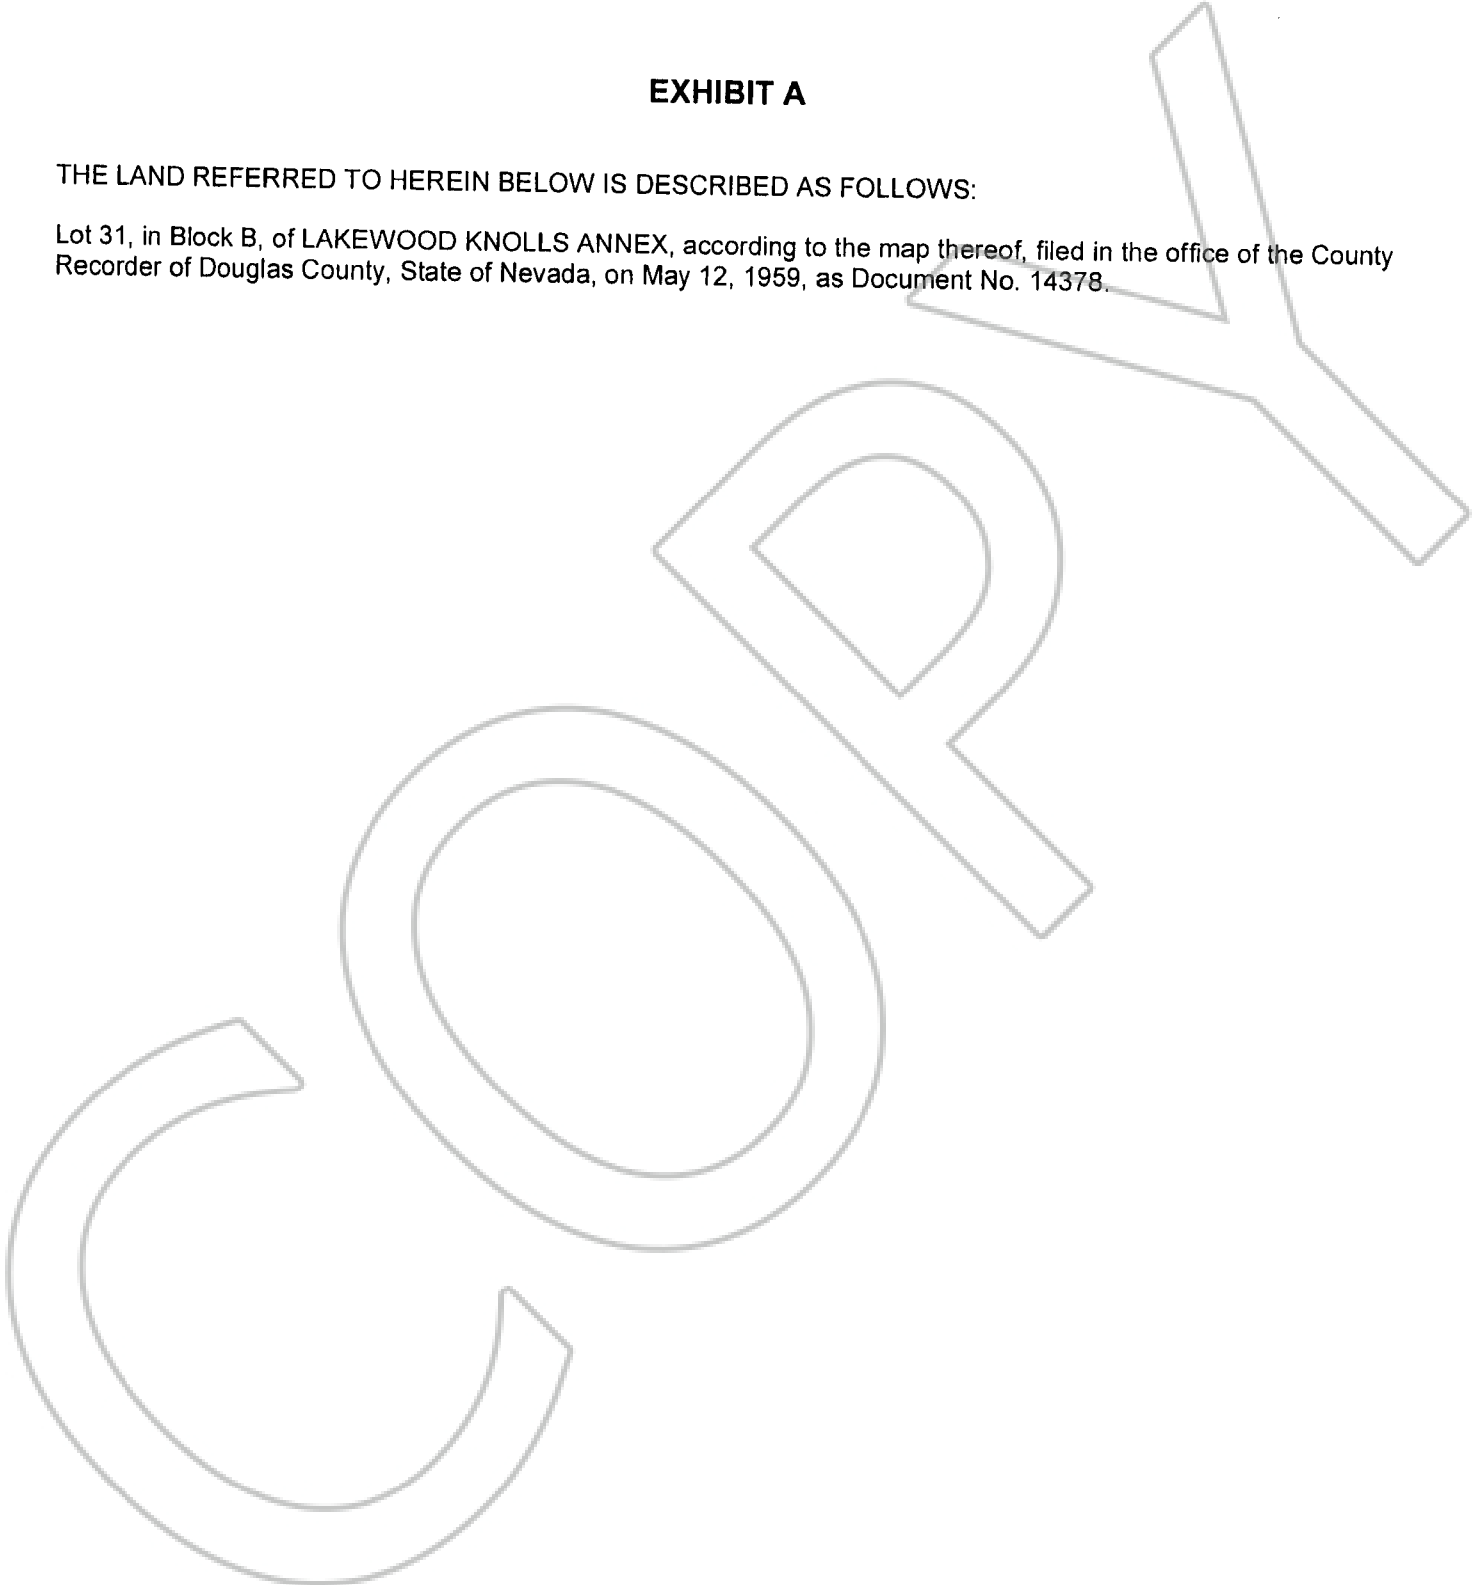 EXHIBIT A
THE LAND REFERRED TO HEREIN BELOW IS DESCRIBED AS FOLLOWS:
Lot 31, in Block B, of LAKEWOOD KNOLLS ANNEX, according to the map thereof, filed in the office of the County
Recorder of Douglas County, State of Nevada, on May 12, 1959, as Document No. 14378.
COPY